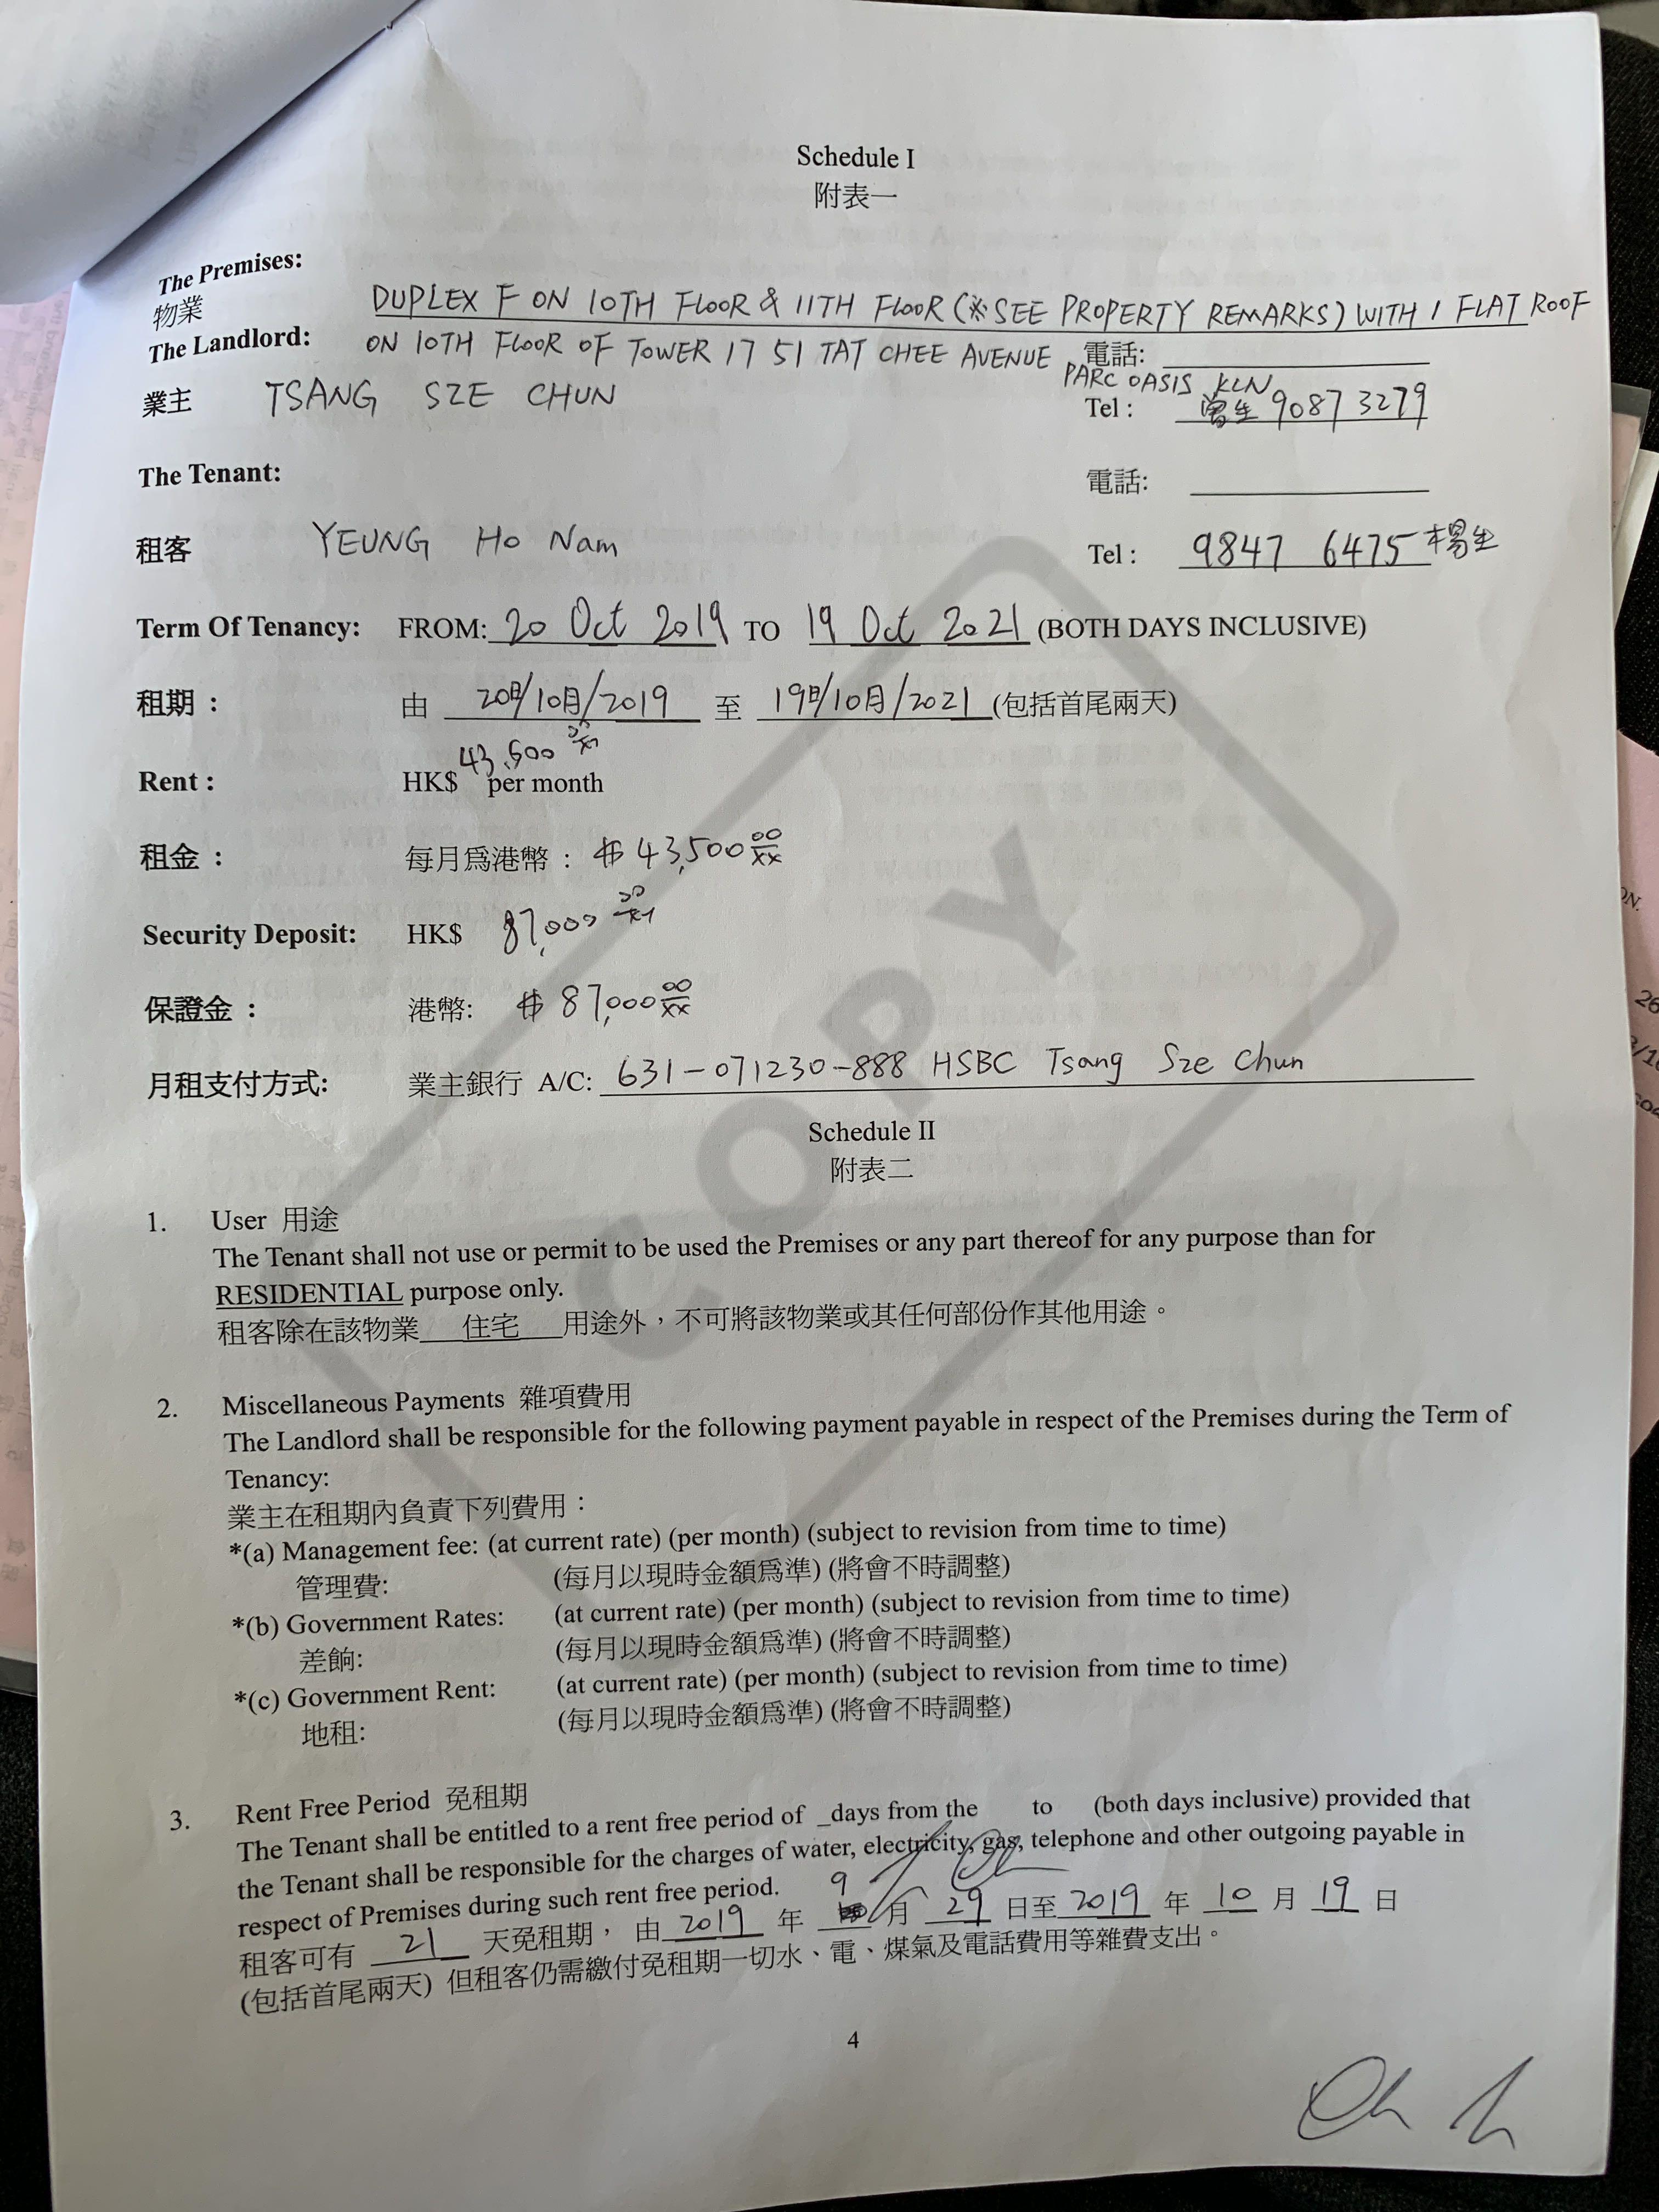 Schedule I
附表一
The Premises:
物業
DUPLEX F ON 10TH FLOOR & 11TH FLOOR (※SEE PROPERTY REMARKS) WITH 1 FLAT ROOF
The Landlord: ON 10TH FLOOR OF TOWER 17 51 TAT CHEE AVENUE 電話:
PARC OASIS KLN
業主 TSANG SZE CHUN Tel : 曾生 9087 3279
The Tenant: 電話:
租客 YEUNG Ho Nam Tel : 9847 6475 楊生
Term Of Tenancy: FROM: 20 Oct 2019 TO 19 Oct 2021 (BOTH DAYS INCLUSIVE)
租期 : 由 20日/10月/2019 至 19日/10月/2021 (包括首尾兩天)
Rent : HK$ 43,500 00/xx per month
租金 : 每月爲港幣 : $ 43,500 00/xx
Security Deposit: HK$ 87,000 00/xx
保證金 : 港幣: $ 87,000 00/xx
月租支付方式: 業主銀行 A/C: 631-071230-888 HSBC Tsang Sze Chun
Schedule II
附表二
1. User 用途
The Tenant shall not use or permit to be used the Premises or any part thereof for any purpose than for
RESIDENTIAL purpose only.
租客除在該物業 住宅 用途外，不可將該物業或其任何部份作其他用途。
2. Miscellaneous Payments 雜項費用
The Landlord shall be responsible for the following payment payable in respect of the Premises during the Term of
Tenancy:
業主在租期內負責下列費用：
*(a) Management fee: (at current rate) (per month) (subject to revision from time to time)
管理費: (每月以現時金額爲準) (將會不時調整)
*(b) Government Rates: (at current rate) (per month) (subject to revision from time to time)
差餉: (每月以現時金額爲準) (將會不時調整)
*(c) Government Rent: (at current rate) (per month) (subject to revision from time to time)
地租: (每月以現時金額爲準) (將會不時調整)
3. Rent Free Period 免租期
The Tenant shall be entitled to a rent free period of _days from the to (both days inclusive) provided that
the Tenant shall be responsible for the charges of water, electricity, gas, telephone and other outgoing payable in
respect of Premises during such rent free period.
租客可有 21 天免租期， 由 2019 年 9 月 29 日至 2019 年 10 月 19 日
(包括首尾兩天) 但租客仍需繳付免租期一切水、電、煤氣及電話費用等雜費支出。
4
COPY